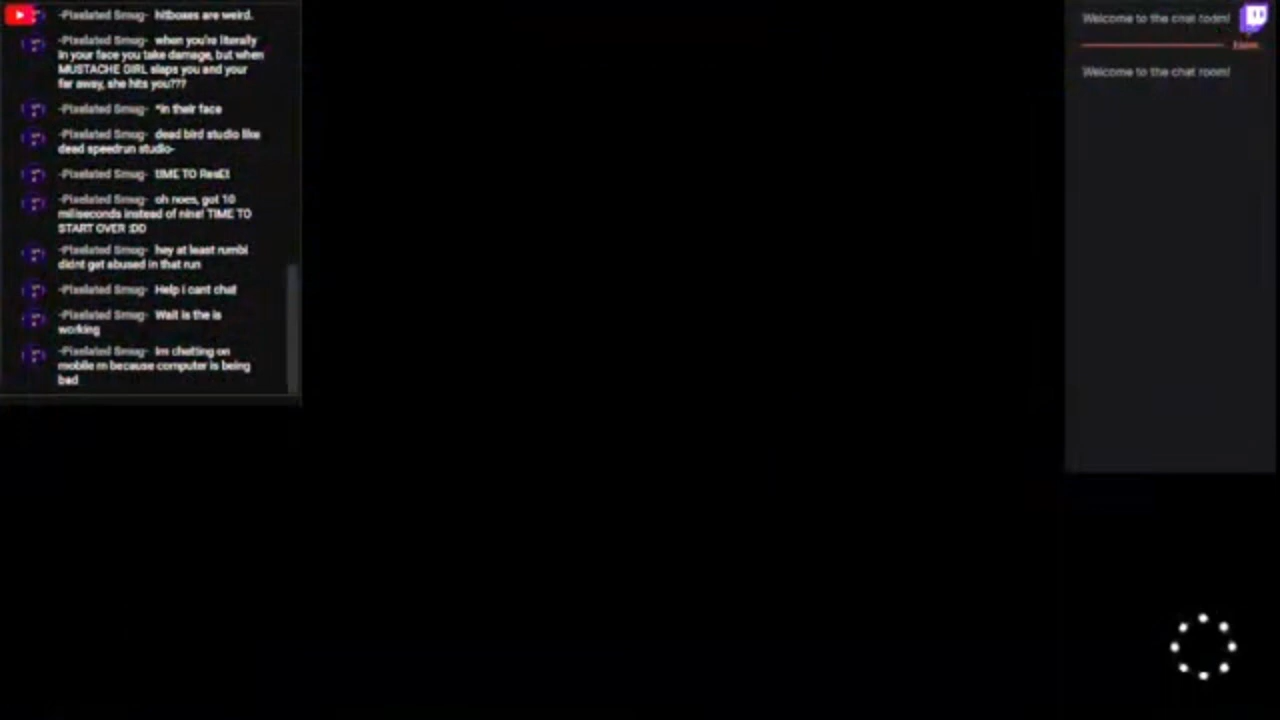 -Pixelated Smug- hitboxes are weird.
-Pixelated Smug- when you're literally
in your face you take damage, but when
MUSTACHE GIRL slaps you and your
far away, she hits you???
-Pixelated Smug- *in their face
-Pixelated Smug- dead bird studio like
dead speedrun studio-
-Pixelated Smug- tIME TO
-Pixelated Smug- oh noes, got 10
miliseconds instead of nine! TIME TO
START OVER :DD
-Pixelated Smug- hey at least rumbi
didnt get abused in that run
-Pixelated Smug- Help i cant chat
-Pixelated Smug- Wait is the is
working
-Pixelated Smug- Im chatting on
mobile rn because computer is being
bad
Welcome to the chat room!
Welcome to the chat room!